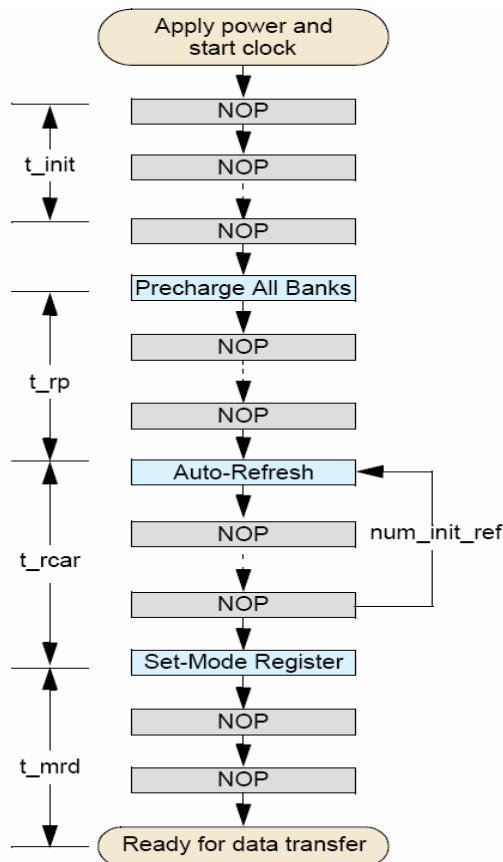 Apply power and
start clock
NOP
t_init
NOP
NOP
Precharge All Banks
NOP
t_rp
NOP
Auto-Refresh
NOP
num_init_ref
t_rcar
NOP
Set-Mode Register
NOP
t_mrd
NOP
Ready for data transfer